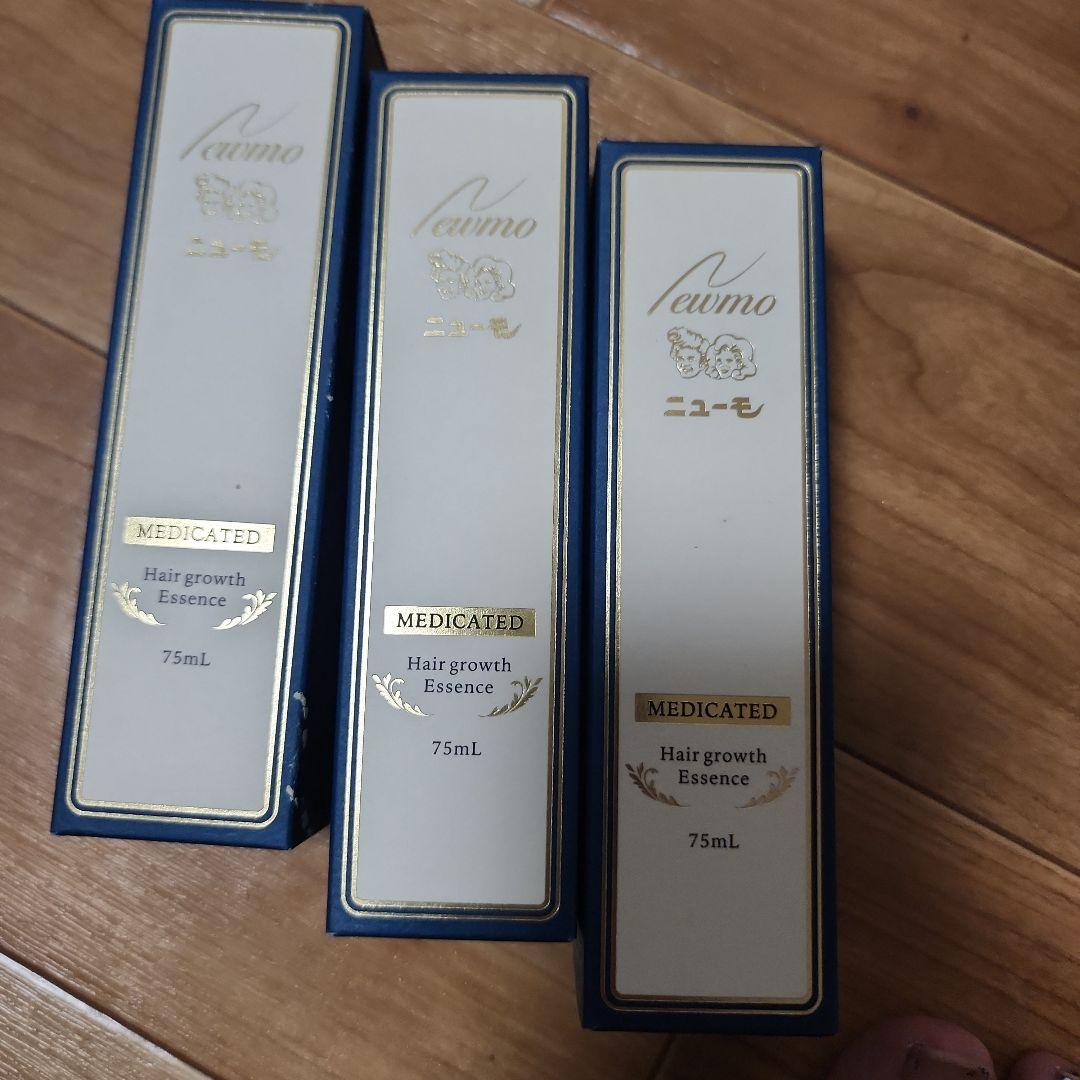 Newmo
ニューモ
MEDICATED
Hair growth
Essence
75mL
Newmo
ニューモ
MEDICATED
Hair growth
Essence
75mL
Newmo
ニューモ
MEDICATED
Hair growth
Essence
75mL